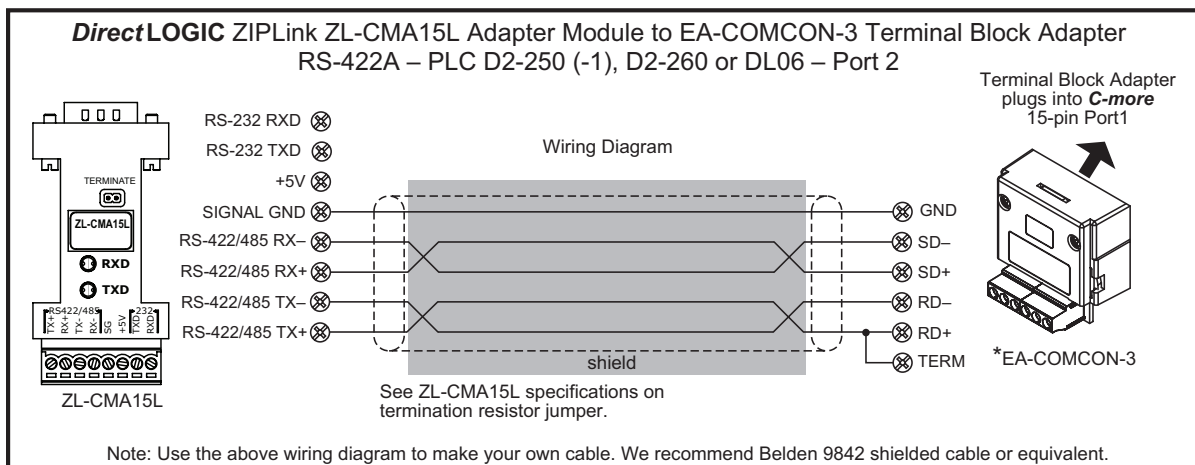 DirectLOGIC ZIPLink ZL-CMA15L Adapter Module to EA-COMCON-3 Terminal Block Adapter
RS-422A – PLC D2-250 (-1), D2-260 or DL06 – Port 2
Terminal Block Adapter
plugs into C-more
15-pin Port1
RS-232 RXD
RS-232 TXD
+5V
SIGNAL GND
RS-422/485 RX–
RS-422/485 RX+
RS-422/485 TX–
RS-422/485 TX+
Wiring Diagram
GND
SD–
SD+
RD–
RD+
TERM
shield
See ZL-CMA15L specifications on
termination resistor jumper.
TERMINATE
ZL-CMA15L
RXD
TXD
RS422/485
232
TX+
RX+
TX-
RX-
SG
+5V
TXD
RXD
ZL-CMA15L
*EA-COMCON-3
Note: Use the above wiring diagram to make your own cable. We recommend Belden 9842 shielded cable or equivalent.